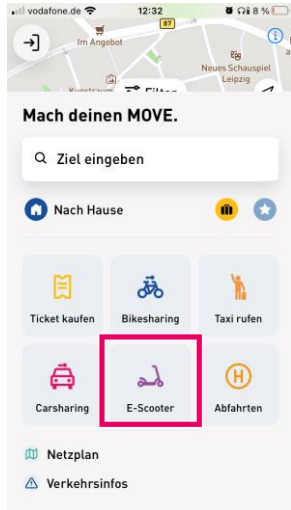 vodafone.de 12:32 8 %
87
Im Angebot
Neues Schauspiel
Leipzig
Filter
Mach deinen MOVE.
Ziel eingeben
Nach Hause
Ticket kaufen Bikesharing Taxi rufen
H
Carsharing E-Scooter Abfahrten
Netzplan
Verkehrsinfos